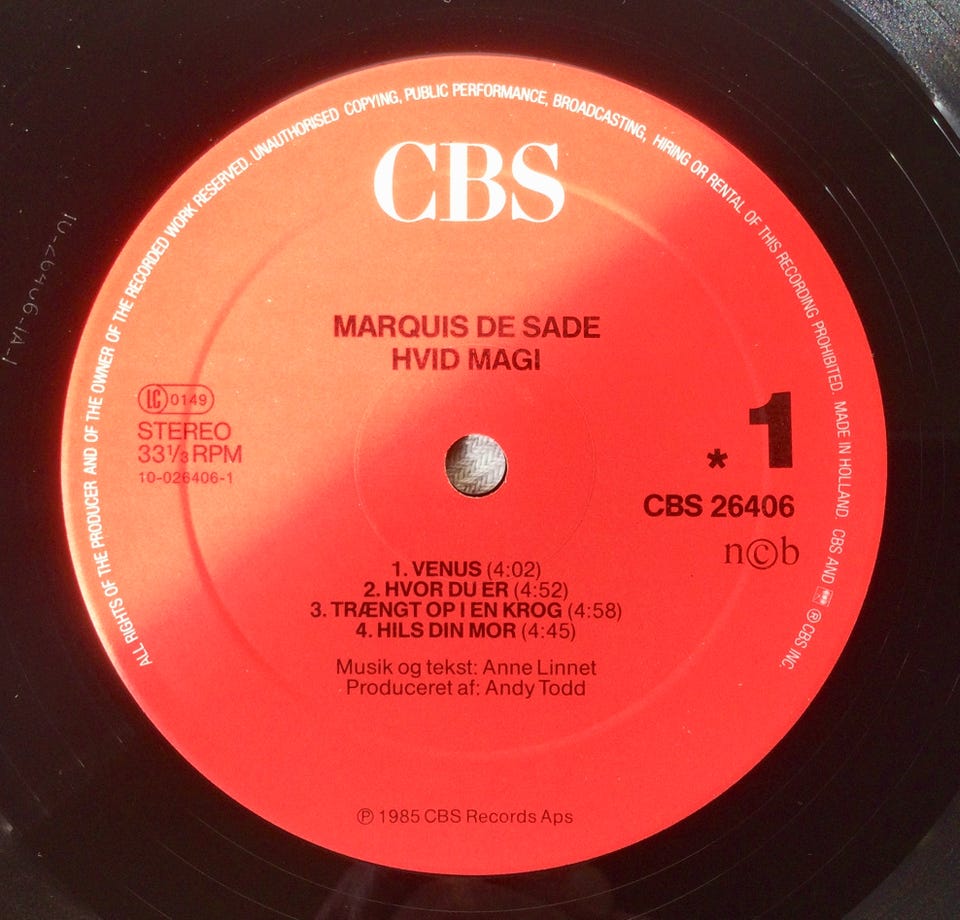 ALL RIGHTS OF THE PRODUCER AND OF THE OWNER OF THE RECORDED WORK RESERVED. UNAUTHORISED COPYING, PUBLIC PERFORMANCE, BROADCASTING, HIRING OR RENTAL OF THIS RECORDING PROHIBITED. MADE IN HOLLAND CBS AND ® CBS INC.
CBS
MARQUIS DE SADE
HVID MAGI
LC 0149
STEREO
33 1/3 RPM
10-026406-1
* 1
CBS 26406
n©b
1. VENUS (4:02)
2. HVOR DU ER (4:52)
3. TRÆNGT OP I EN KROG (4:58)
4. HILS DIN MOR (4:45)
Musik og tekst: Anne Linnet
Produceret af: Andy Todd
℗ 1985 CBS Records Aps
10-26406-1A-1